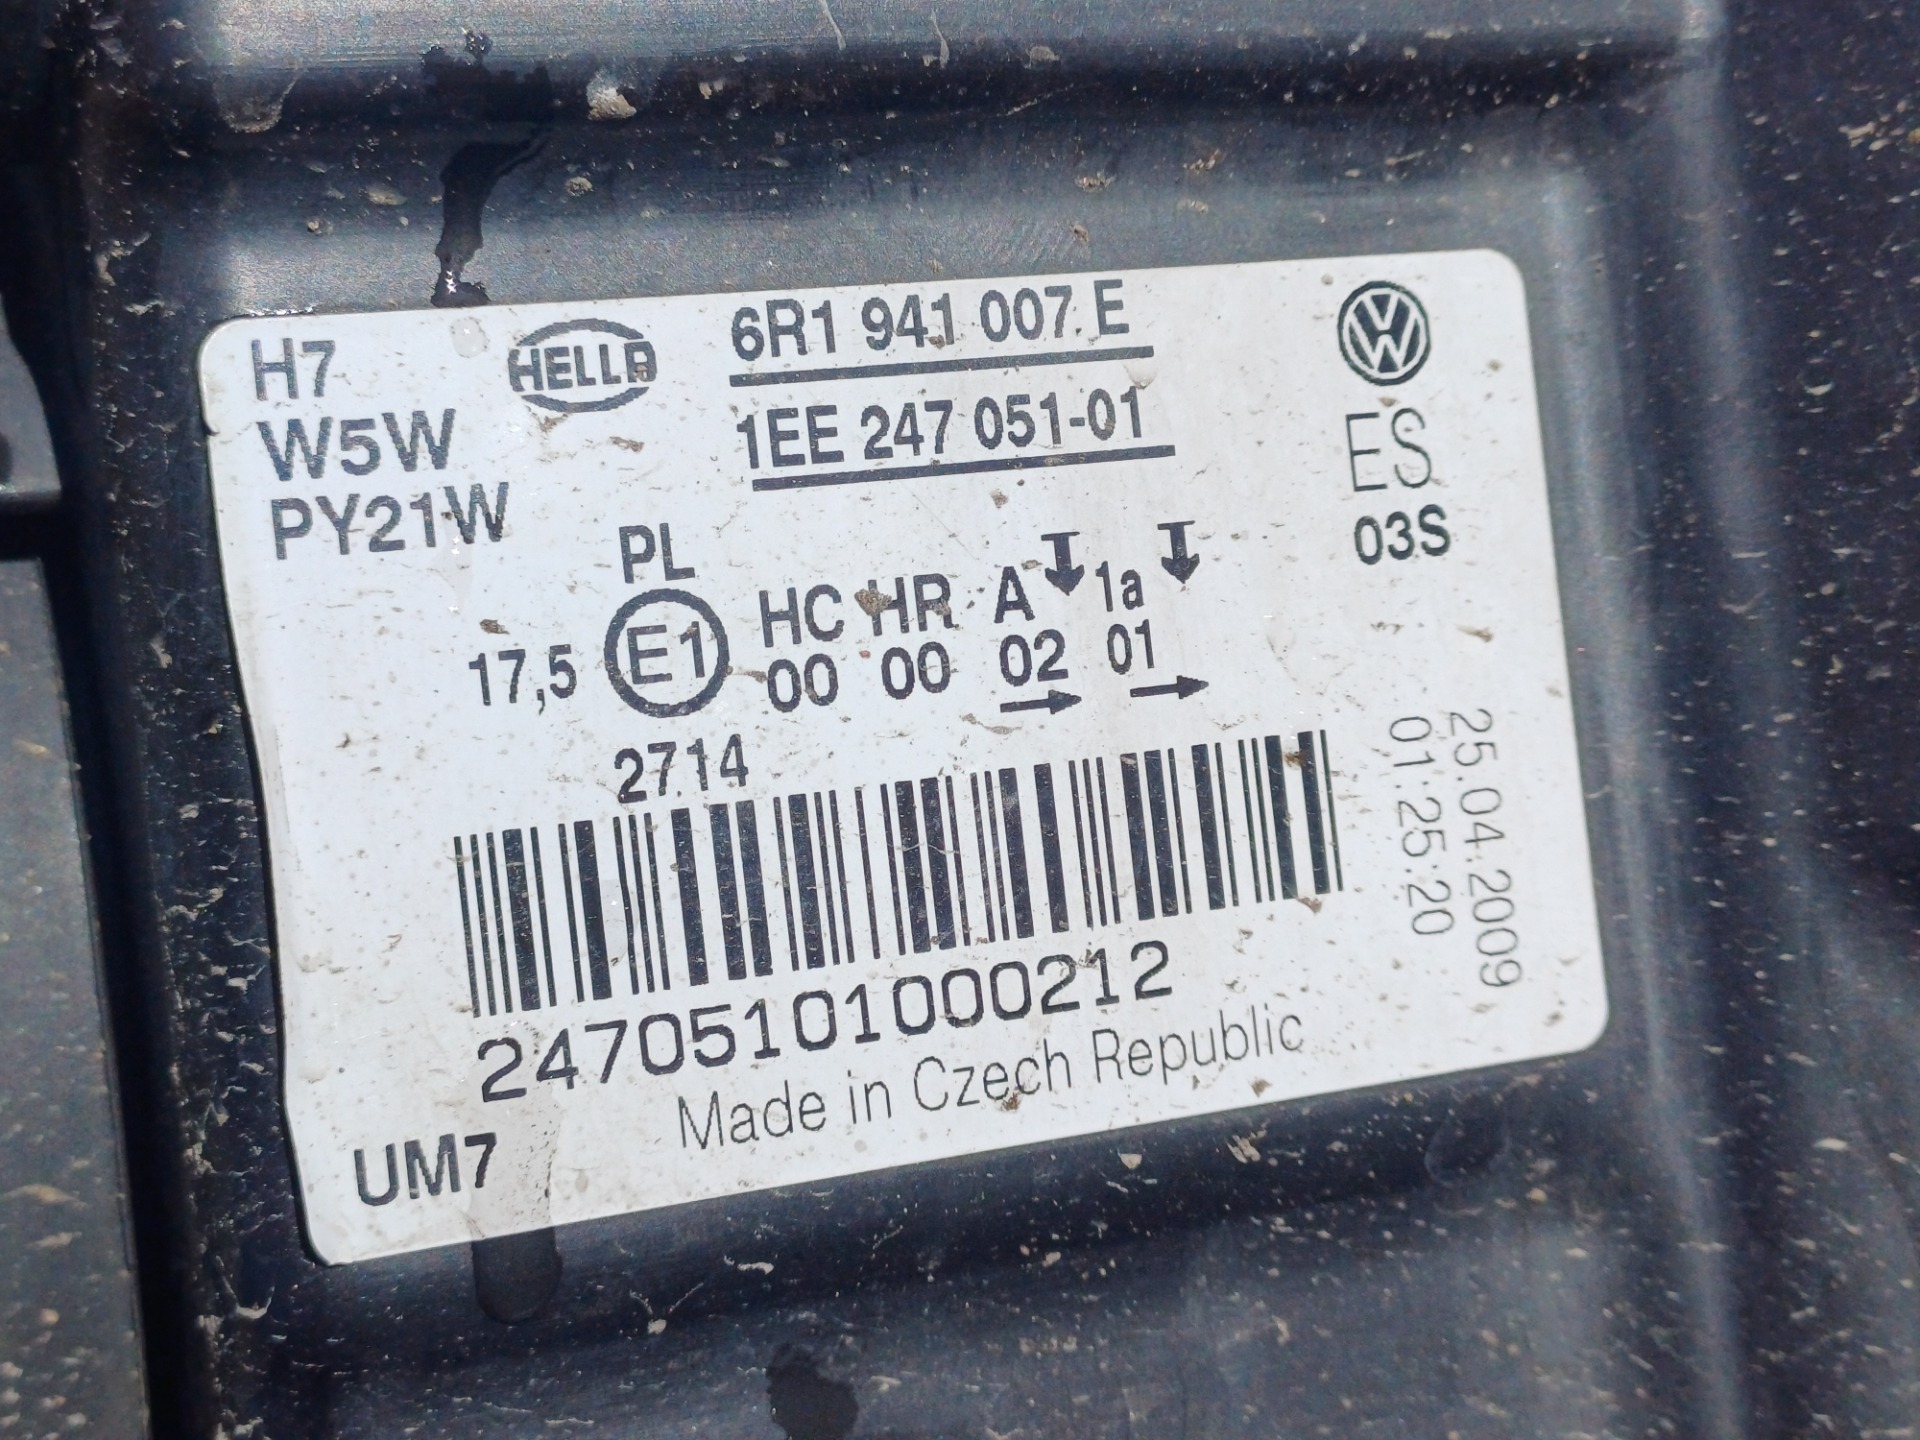 H7
W5W
PY21W
HELLA
6R1 941 007 E
1EE 247 051-01
ES
03S
PL
17,5 E1 HC HR A 1a
00 00 02 01
2714
25.04.2009
01:25:20
24705101000212
Made in Czech Republic
UM7